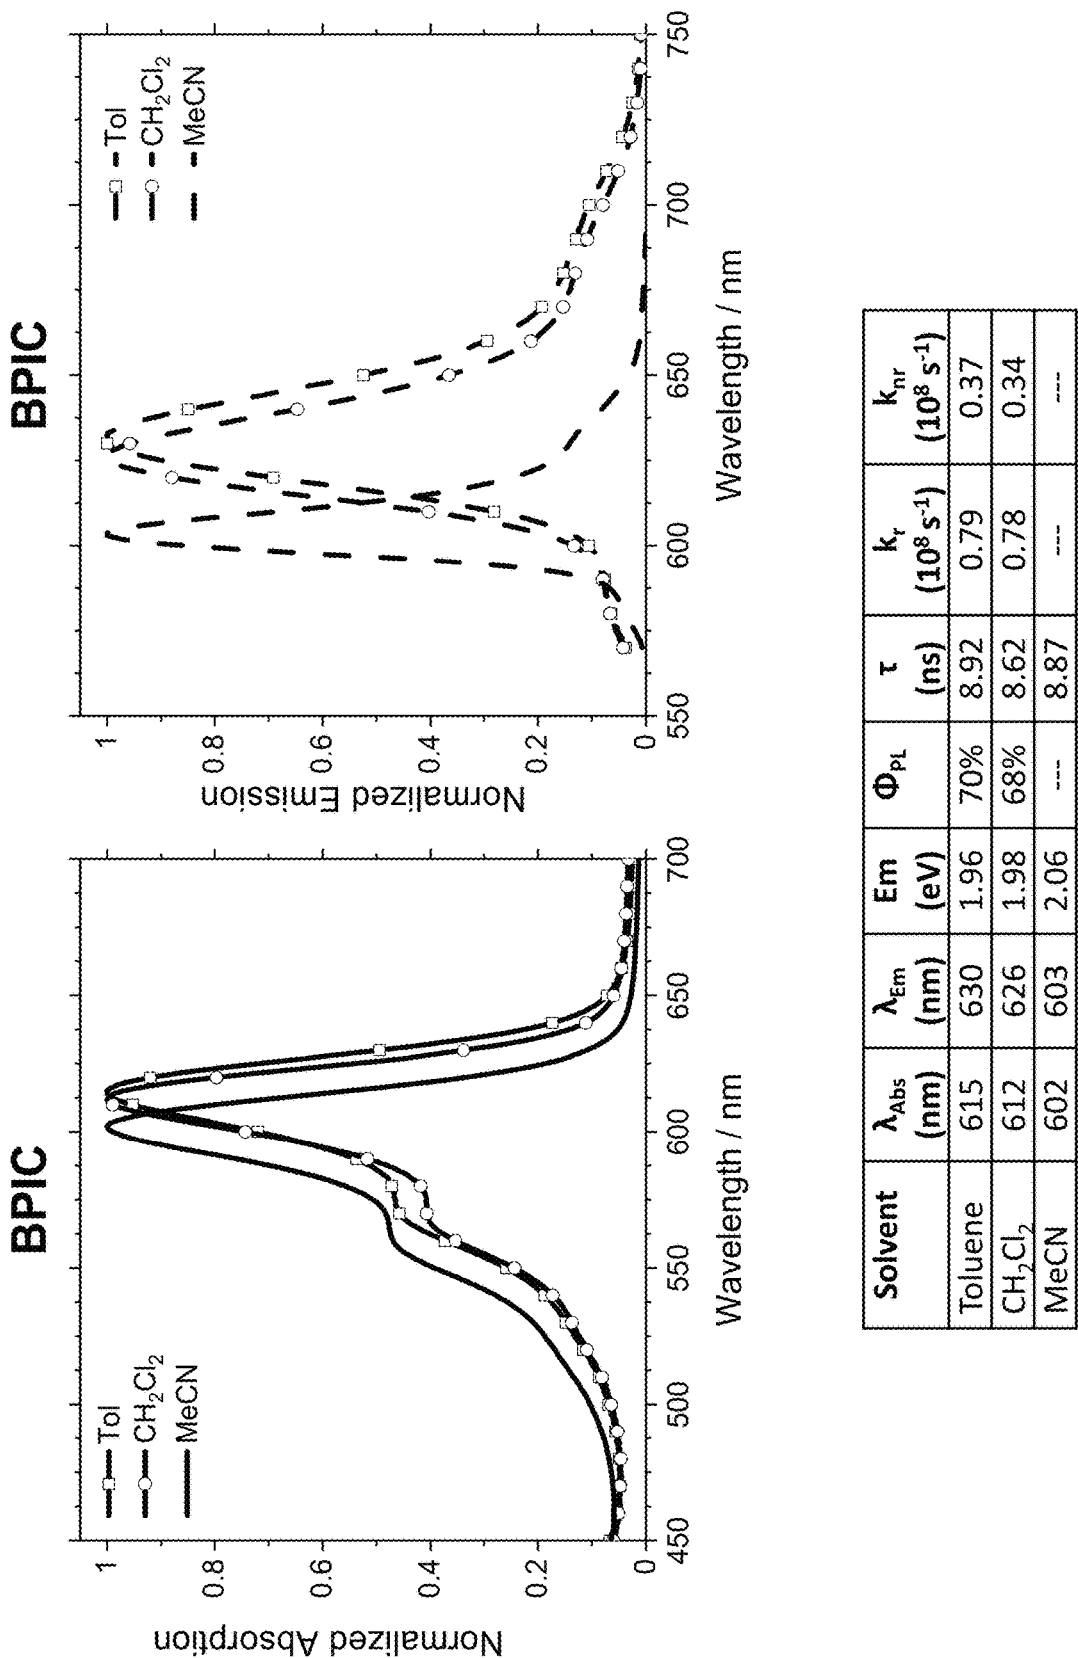 BPIC
Normalized Absorption
1
0.8
0.6
0.4
0.2
0
450
500
550
600
650
700
Wavelength / nm
Tol
CH2Cl2
MeCN
BPIC
Normalized Emission
1
0.8
0.6
0.4
0.2
0
550
600
650
700
750
Wavelength / nm
Tol
CH2Cl2
MeCN
Solvent λAbs (nm) λEm (nm) Em (eV) ΦPL τ (ns) kr (10⁸ s⁻¹) knr (10⁸ s⁻¹)
Toluene 615 630 1.96 70% 8.92 0.79 0.37
CH2Cl2 612 626 1.98 68% 8.62 0.78 0.34
MeCN 602 603 2.06 --- 8.87 --- ---